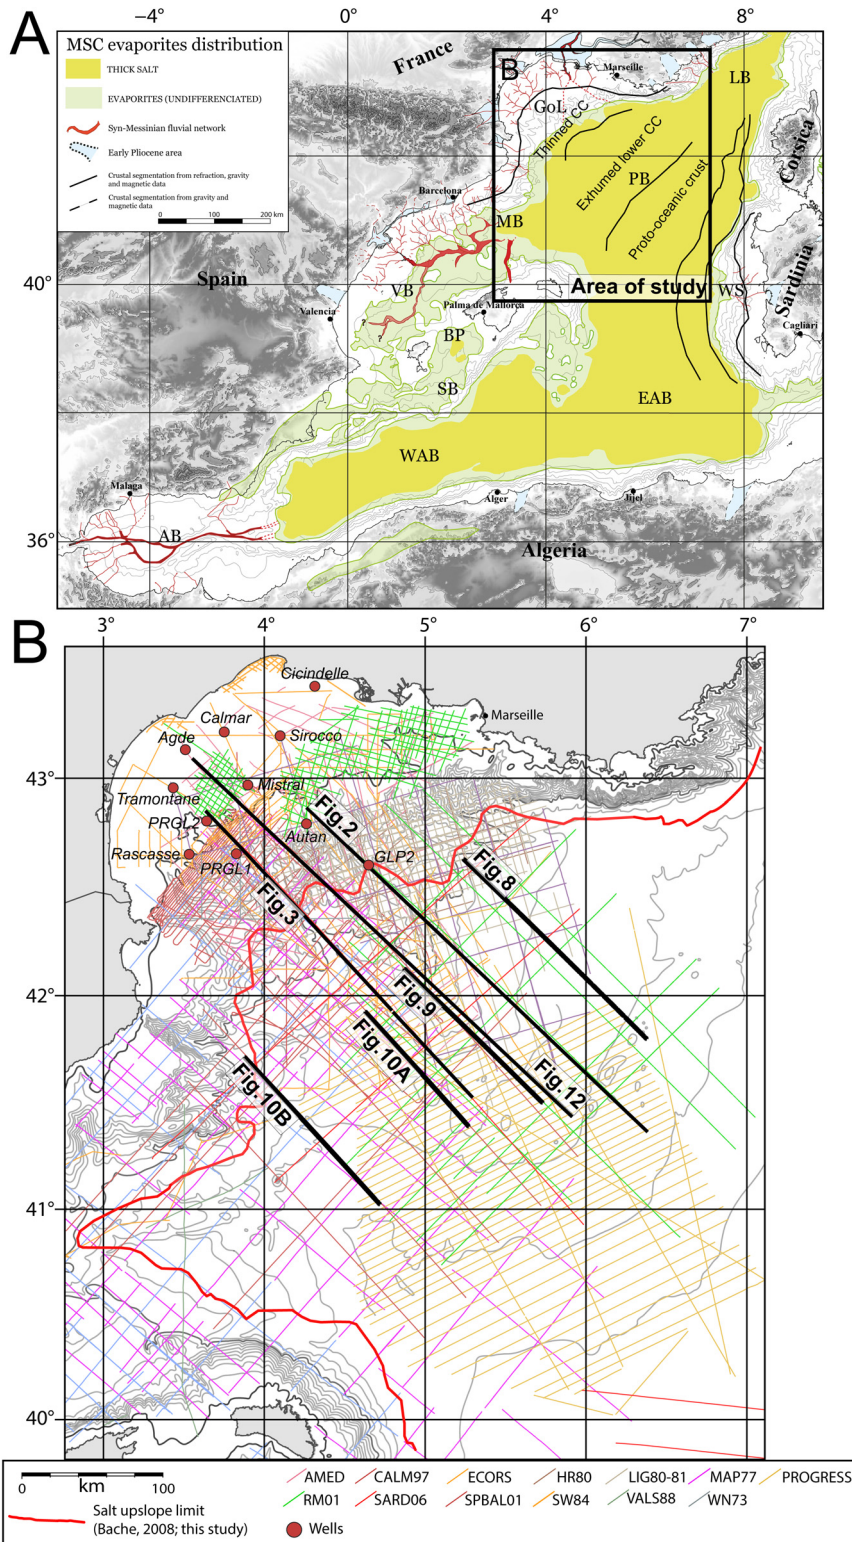 A
−4°
0°
4°
8°
MSC evaporites distribution
THICK SALT
EVAPORITES (UNDIFFERENCIATED)
Syn-Messinian fluvial network
Early Pliocene area
Crustal segmentation from refraction, gravity
and magnetic data
Crustal segmentation from gravity and
magnetic data
0
100
200 km
France
B
Marseille
LB
GoL
Thinned CC
Exhumed lower CC
PB
Proto-oceanic crust
Corsica
Barcelona
MB
40°
Spain
Area of study
WS
Sardinia
VB
Palma de Mallorca
Valencia
Cagliari
?
?
BP
SB
EAB
WAB
Malaga
Alger
Jijel
36°
AB
Algeria
B
3°
4°
5°
6°
7°
Cicindelle
Calmar
Marseille
Agde
Sirocco
43°
Mistral
Tramontane
Fig.2
PRGL2
Autan
Rascasse
GLP2
PRGL1
Fig.8
Fig.3
42°
Fig.9
Fig.10A
Fig.12
Fig.10B
41°
40°
0
km
100
Salt upslope limit
(Bache, 2008; this study)
AMED
CALM97
ECORS
HR80
LIG80-81
MAP77
PROGRESS
RM01
SARD06
SPBAL01
SW84
VALS88
WN73
Wells